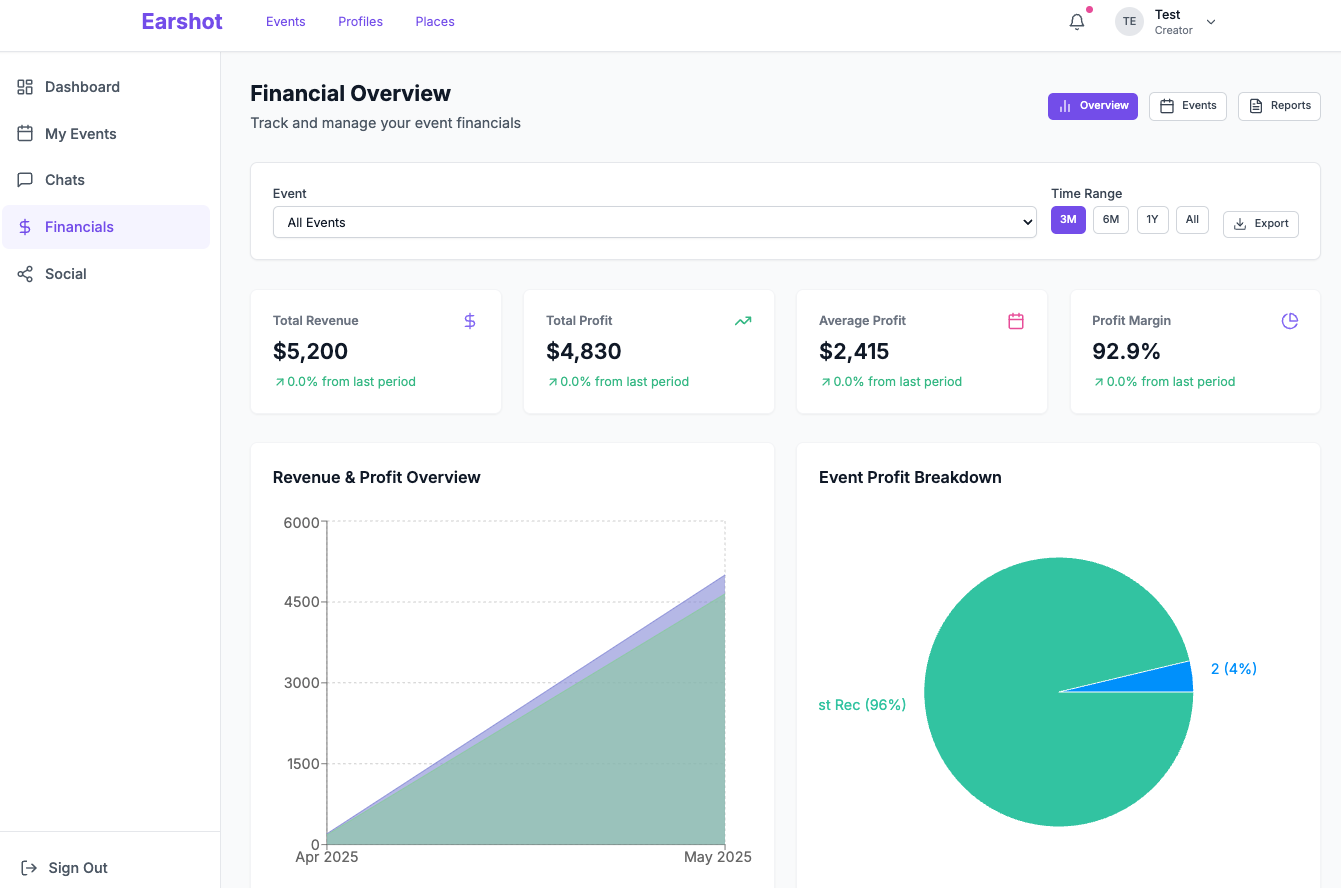 Earshot
Events
Profiles
Places
TE
Test
Creator
Dashboard
My Events
Chats
Financials
Social
Sign Out
Financial Overview
Track and manage your event financials
Overview
Events
Reports
Event
All Events
Time Range
3M
6M
1Y
All
Export
Total Revenue
$5,200
0.0% from last period
Total Profit
$4,830
0.0% from last period
Average Profit
$2,415
0.0% from last period
Profit Margin
92.9%
0.0% from last period
Revenue & Profit Overview
6000
4500
3000
1500
0
Apr 2025
May 2025
Event Profit Breakdown
st Rec (96%)
2 (4%)